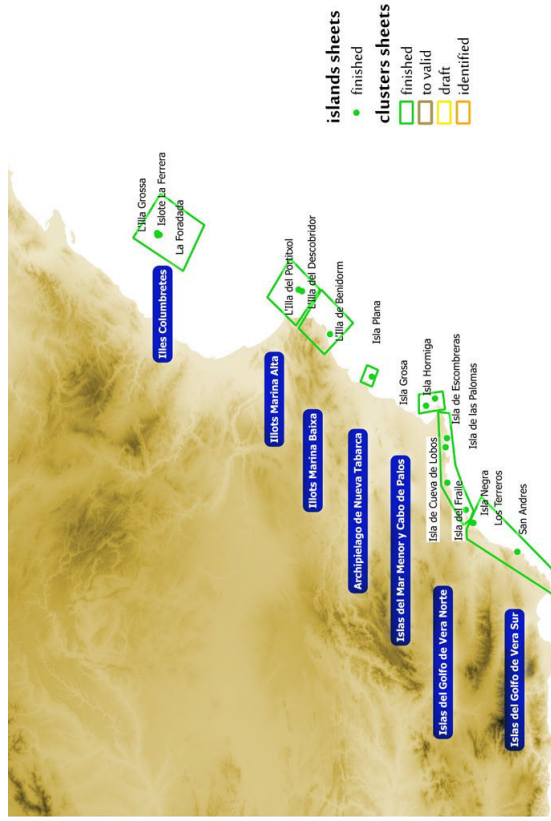 islands sheets
finished
clusters sheets
finished
to valid
draft
identified
L'Illa Grossa
Islote La Ferrera
La Foradada
Illes Columbretes
L'Illa del Portitxol
L'Illa del Descobridor
Illots Marina Alta
L'Illa de Benidorm
Illots Marina Baixa
Isla Plana
Archipielago de Nueva Tabarca
Isla Grosa
Isla Hormiga
Islas del Mar Menor y Cabo de Palos
Isla de Escombreras
Isla de las Palomas
Isla de Cueva de Lobos
Isla del Fraile
Islas del Golfo de Vera Norte
Isla Negra
Los Terreros
San Andres
Islas del Golfo de Vera Sur